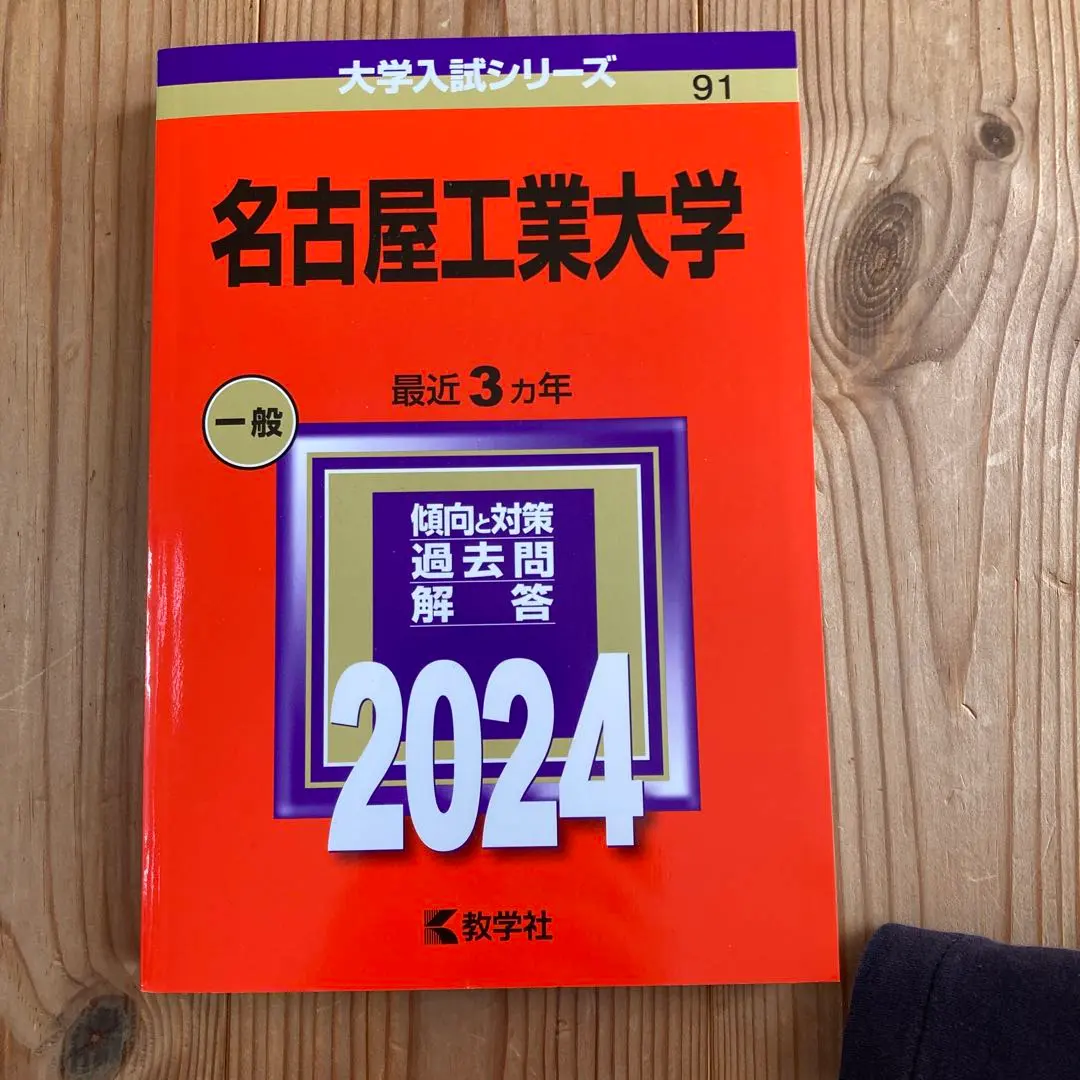 大学入試シリーズ
91
名古屋工業大学
最近3ヵ年
一般
傾向と対策
過去問
解答
2024
教学社